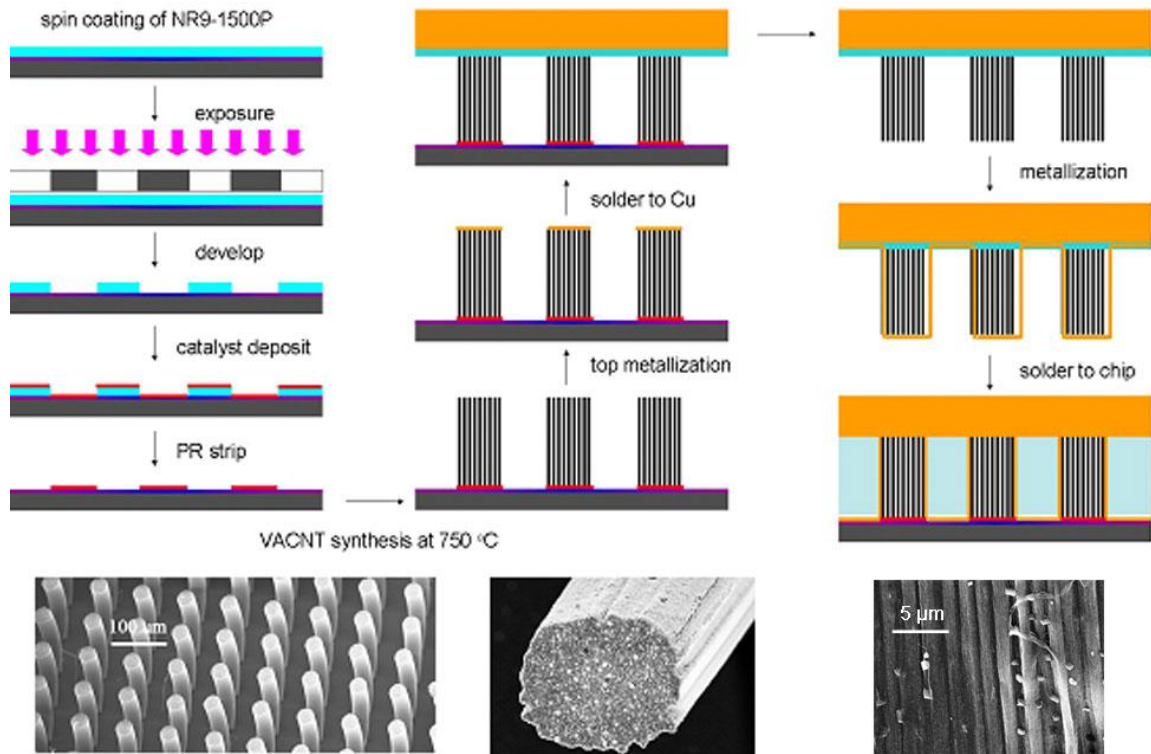 spin coating of NR9-1500P
exposure
develop
catalyst deposit
PR strip
VACNT synthesis at 750 °C
top metallization
solder to Cu
metallization
solder to chip
100 µm
5 µm